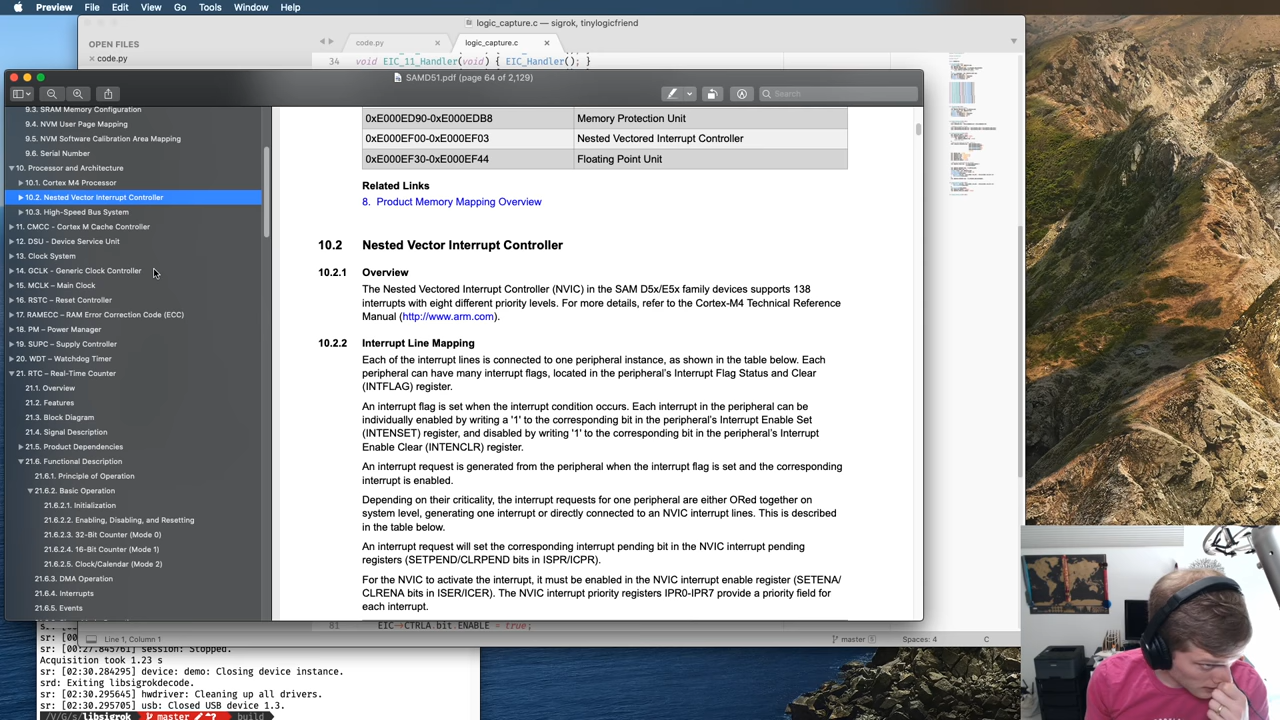 Preview File Edit View Go Tools Window Help
logic_capture.c — sigrok, tinylogicfriend
OPEN FILES
code.py
logic_capture.c
× code.py
34 void EIC_11_Handler(void) { EIC_Handler(); }
SAMD51.pdf (page 64 of 2,129)
Search
9.3. SRAM Memory Configuration
9.4. NVM User Page Mapping
9.5. NVM Software Calibration Area Mapping
9.6. Serial Number
10. Processor and Architecture
10.1. Cortex M4 Processor
10.2. Nested Vector Interrupt Controller
10.3. High-Speed Bus System
11. CMCC - Cortex M Cache Controller
12. DSU - Device Service Unit
13. Clock System
14. GCLK - Generic Clock Controller
15. MCLK – Main Clock
16. RSTC – Reset Controller
17. RAMECC – RAM Error Correction Code (ECC)
18. PM – Power Manager
19. SUPC – Supply Controller
20. WDT – Watchdog Timer
21. RTC – Real-Time Counter
21.1. Overview
21.2. Features
21.3. Block Diagram
21.4. Signal Description
21.5. Product Dependencies
21.6. Functional Description
21.6.1. Principle of Operation
21.6.2. Basic Operation
21.6.2.1. Initialization
21.6.2.2. Enabling, Disabling, and Resetting
21.6.2.3. 32-Bit Counter (Mode 0)
21.6.2.4. 16-Bit Counter (Mode 1)
21.6.2.5. Clock/Calendar (Mode 2)
21.6.3. DMA Operation
21.6.4. Interrupts
21.6.5. Events
0xE000ED90-0xE000EDB8 Memory Protection Unit
0xE000EF00-0xE000EF03 Nested Vectored Interrupt Controller
0xE000EF30-0xE000EF44 Floating Point Unit
Related Links
8. Product Memory Mapping Overview
10.2 Nested Vector Interrupt Controller
10.2.1 Overview
The Nested Vectored Interrupt Controller (NVIC) in the SAM D5x/E5x family devices supports 138
interrupts with eight different priority levels. For more details, refer to the Cortex-M4 Technical Reference
Manual (http://www.arm.com).
10.2.2 Interrupt Line Mapping
Each of the interrupt lines is connected to one peripheral instance, as shown in the table below. Each
peripheral can have many interrupt flags, located in the peripheral's Interrupt Flag Status and Clear
(INTFLAG) register.
An interrupt flag is set when the interrupt condition occurs. Each interrupt in the peripheral can be
individually enabled by writing a '1' to the corresponding bit in the peripheral's Interrupt Enable Set
(INTENSET) register, and disabled by writing '1' to the corresponding bit in the peripheral's Interrupt
Enable Clear (INTENCLR) register.
An interrupt request is generated from the peripheral when the interrupt flag is set and the corresponding
interrupt is enabled.
Depending on their criticality, the interrupt requests for one peripheral are either ORed together on
system level, generating one interrupt or directly connected to an NVIC interrupt lines. This is described
in the table below.
An interrupt request will set the corresponding interrupt pending bit in the NVIC interrupt pending
registers (SETPEND/CLRPEND bits in ISPR/ICPR).
For the NVIC to activate the interrupt, it must be enabled in the NVIC interrupt enable register (SETENA/
CLRENA bits in ISER/ICER). The NVIC interrupt priority registers IPR0-IPR7 provide a priority field for
each interrupt.
81 EIC->CTRLA.bit.ENABLE = true;
Line 1, Column 1
master
Spaces: 4
C
sr: [00:27.845761] session: Stopped.
Acquisition took 1.23 s
sr: [02:30.284295] device: demo: Closing device instance.
srd: Exiting libsigrokdecode.
sr: [02:30.295645] hwdriver: Cleaning up all drivers.
sr: [02:30.295705] usb: Closed USB device 1.3.
/V/G/s/libsigrok master build